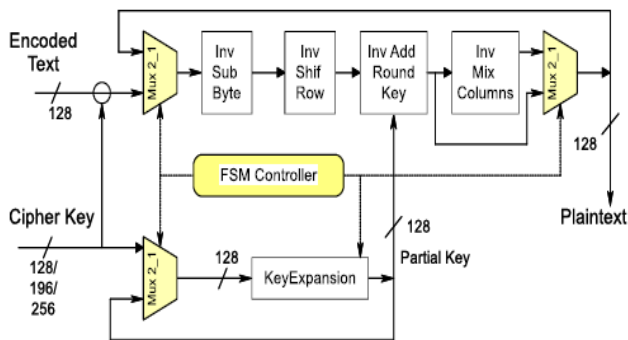 Encoded
Text
128
Mux 2_1
Inv
Sub
Byte
Inv
Shif
Row
Inv Add
Round
Key
Inv
Mix
Columns
Mux 2_1
128
Plaintext
FSM Controller
Cipher Key
128/
196/
256
Mux 2_1
128
KeyExpansion
128
Partial Key